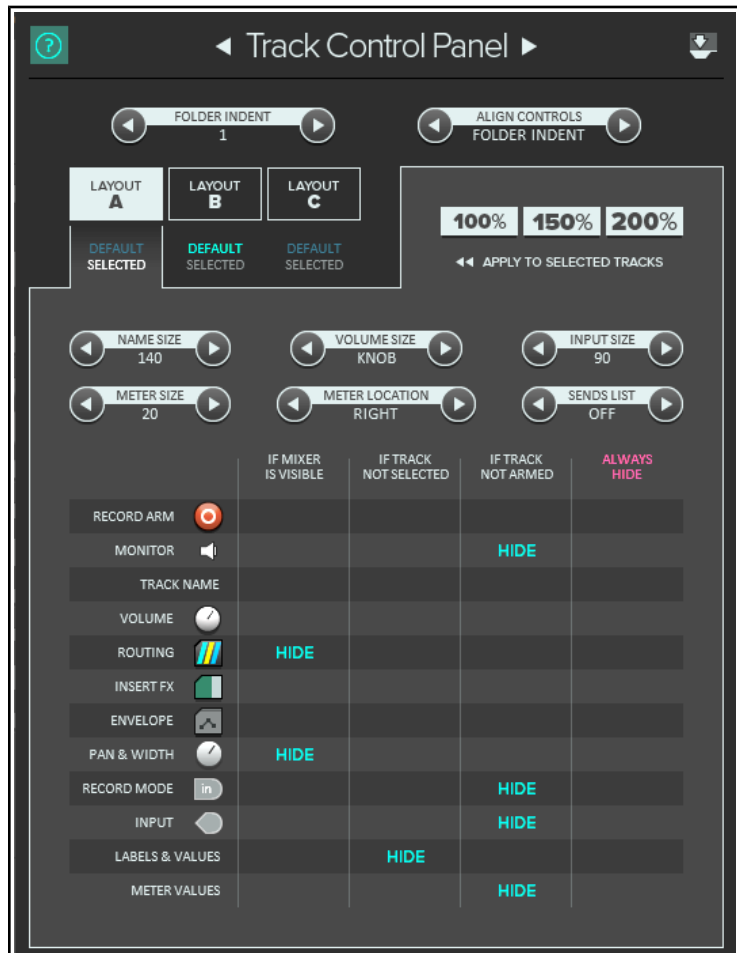 ?
Track Control Panel
FOLDER INDENT
1
ALIGN CONTROLS
FOLDER INDENT
LAYOUT
A
LAYOUT
B
LAYOUT
C
100% 150% 200%
DEFAULT
SELECTED
DEFAULT
SELECTED
DEFAULT
SELECTED
APPLY TO SELECTED TRACKS
NAME SIZE
140
VOLUME SIZE
KNOB
INPUT SIZE
90
METER SIZE
20
METER LOCATION
RIGHT
SENDS LIST
OFF
IF MIXER
IS VISIBLE
IF TRACK
NOT SELECTED
IF TRACK
NOT ARMED
ALWAYS
HIDE
RECORD ARM
MONITOR HIDE
TRACK NAME
VOLUME
ROUTING HIDE
INSERT FX
ENVELOPE
PAN & WIDTH HIDE
RECORD MODE in HIDE
INPUT HIDE
LABELS & VALUES HIDE
METER VALUES HIDE